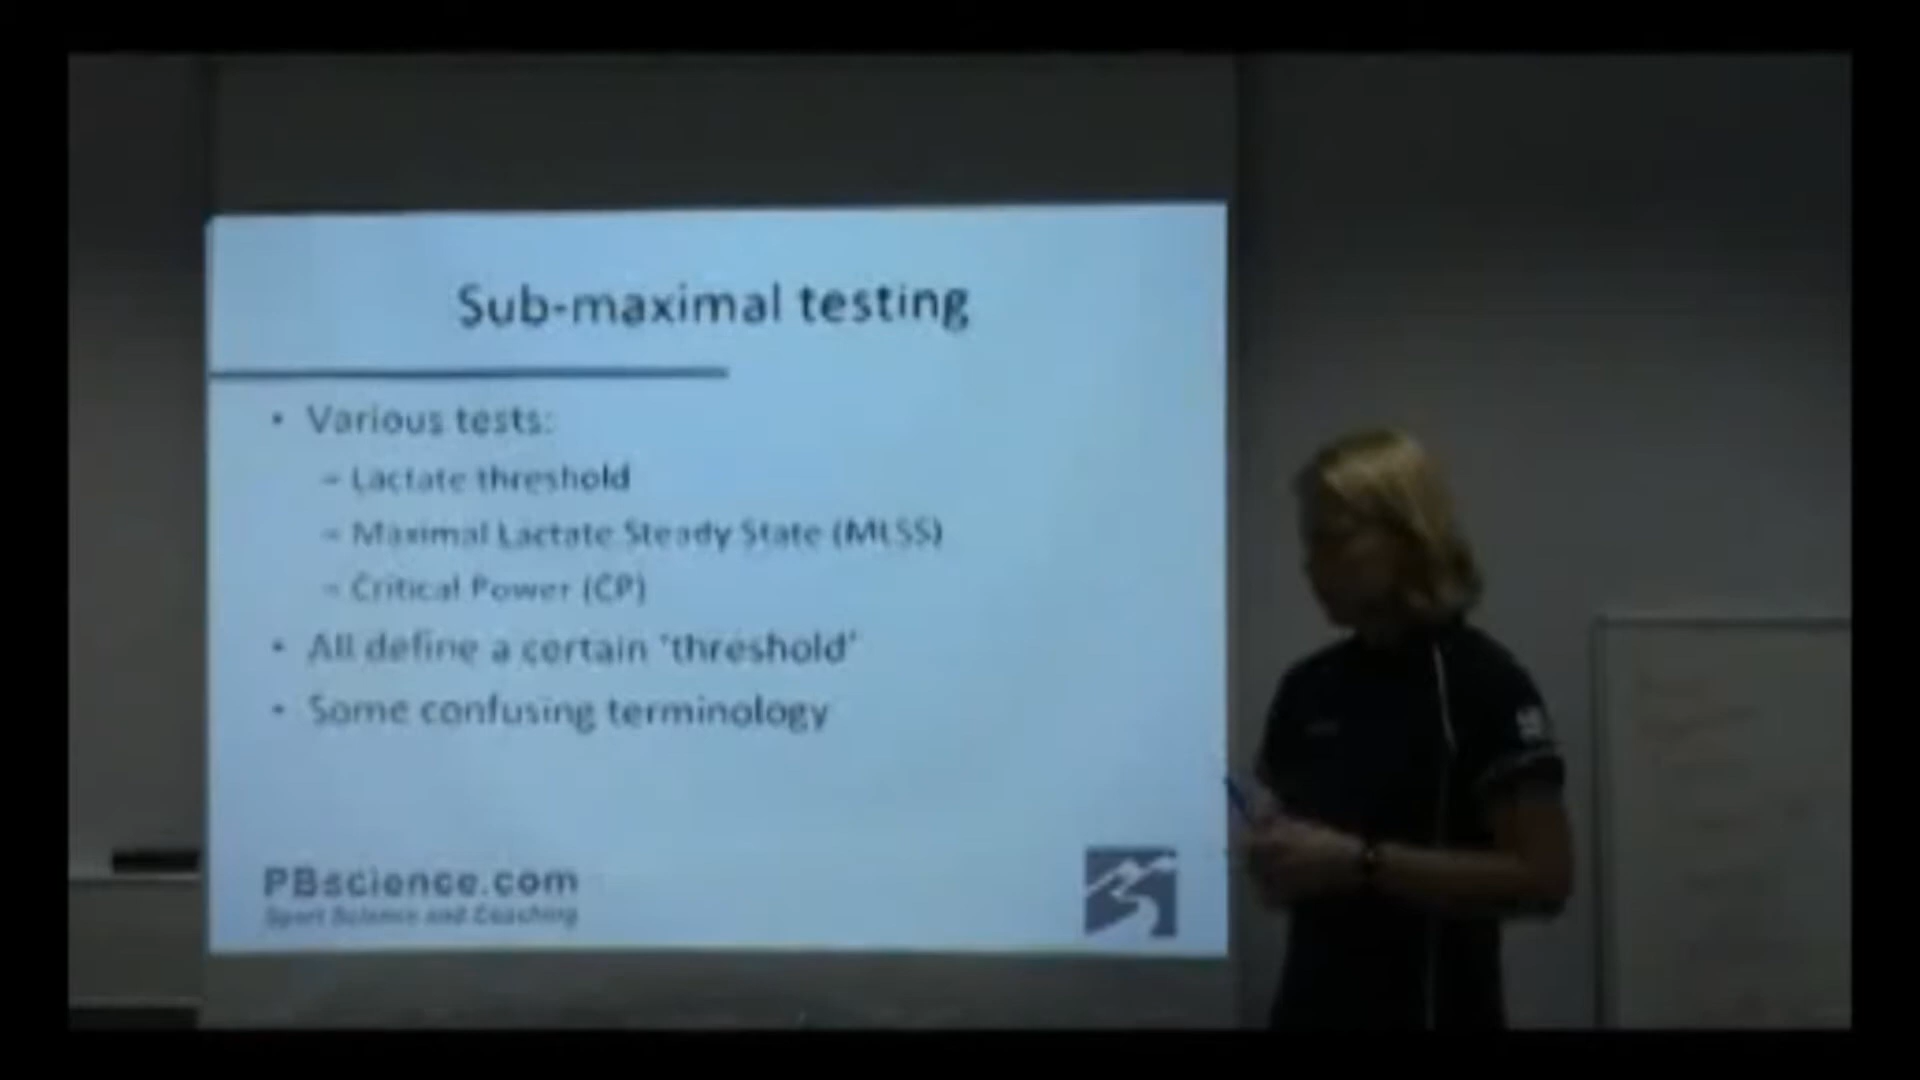 Sub-maximal testing
• Various tests:
– Lactate threshold
– Maximal Lactate Steady State (MLSS)
– Critical Power (CP)
• All define a certain 'threshold'
• Some confusing terminology
PBscience.com
Sport Science and Coaching